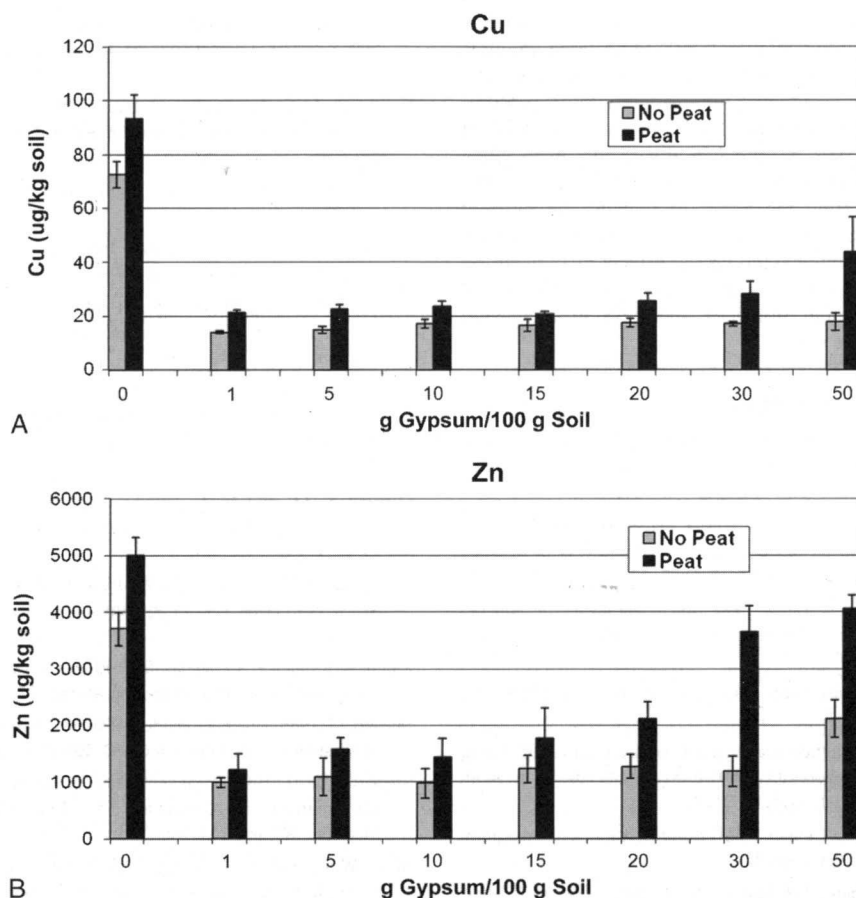 Cu
120
100
80
60
40
20
0
Cu (ug/kg soil)
No Peat
Peat
0 1 5 10 15 20 30 50
g Gypsum/100 g Soil
A
Zn
6000
5000
4000
3000
2000
1000
0
Zn (ug/kg soil)
No Peat
Peat
0 1 5 10 15 20 30 50
g Gypsum/100 g Soil
B